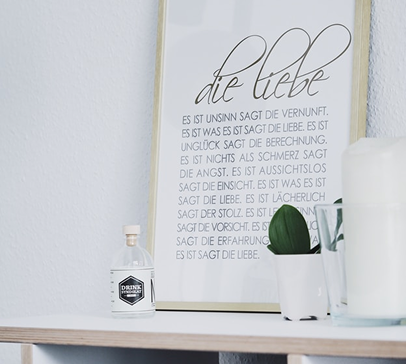 die liebe
ES IST UNSINN SAGT DIE VERNUNFT.
ES IST WAS ES IST SAGT DIE LIEBE. ES IST
UNGLÜCK SAGT DIE BERECHNUNG.
ES IST NICHTS ALS SCHMERZ SAGT
DIE ANGST. ES IST AUSSICHTSLOS
SAGT DIE EINSICHT. ES IST WAS ES IST
SAGT DIE LIEBE. ES IST LÄCHERLICH
SAGT DER STOLZ. ES IST
SAGT DIE VORSICHT. ES IST
SAGT DIE ERFAHRUNG
ES IST SAGT DIE LIEBE.
DRINK